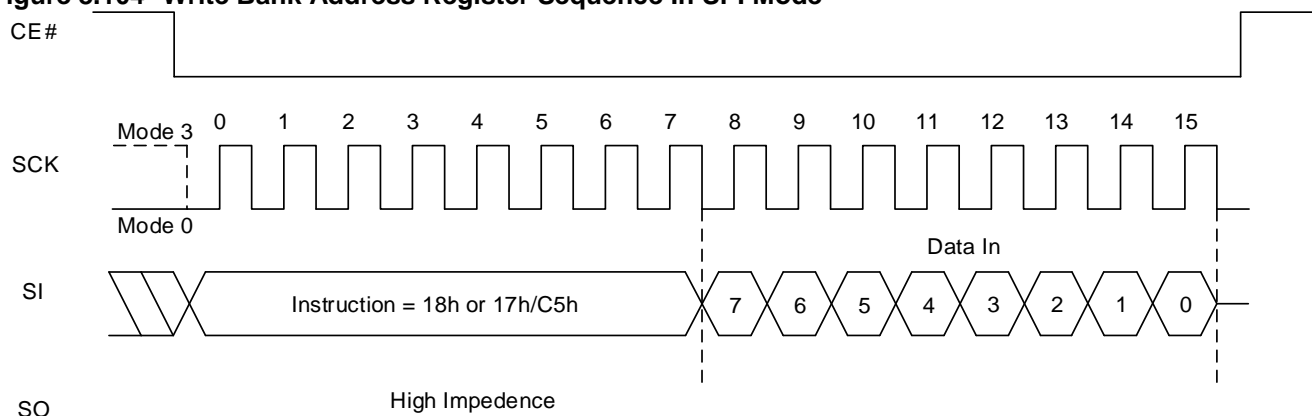 Figure 8.104 Write Bank Address Register Sequence In SPI Mode
CE#
Mode 3 0 1 2 3 4 5 6 7 8 9 10 11 12 13 14 15
SCK
Mode 0
Data In
SI Instruction = 18h or 17h/C5h 7 6 5 4 3 2 1 0
High Impedence
SO